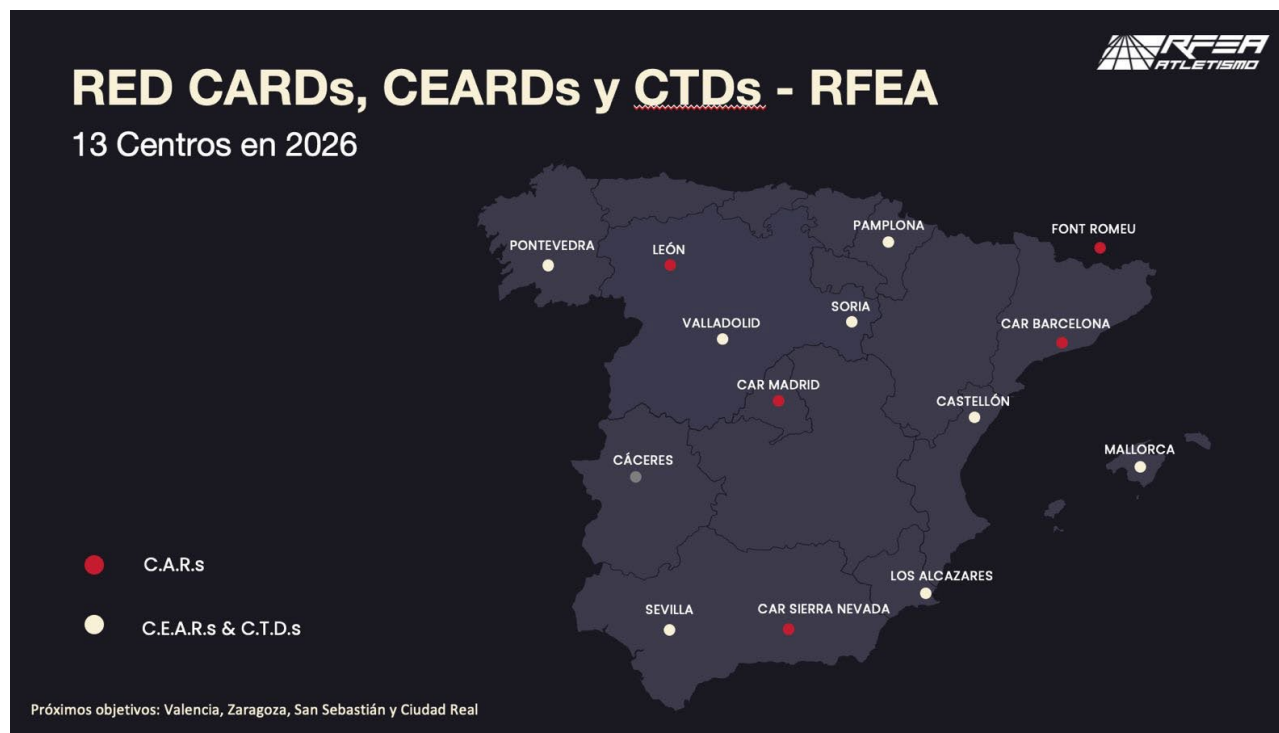 RFEA
ATLETISMO
RED CARDs, CEARDs y CTDs - RFEA
13 Centros en 2026
PAMPLONA
FONT ROMEU
PONTEVEDRA
LEÓN
SORIA
VALLADOLID
CAR BARCELONA
CAR MADRID
CASTELLÓN
MALLORCA
CÁCERES
C.A.R.s
LOS ALCAZARES
SEVILLA
CAR SIERRA NEVADA
C.E.A.R.s & C.T.D.s
Próximos objetivos: Valencia, Zaragoza, San Sebastián y Ciudad Real